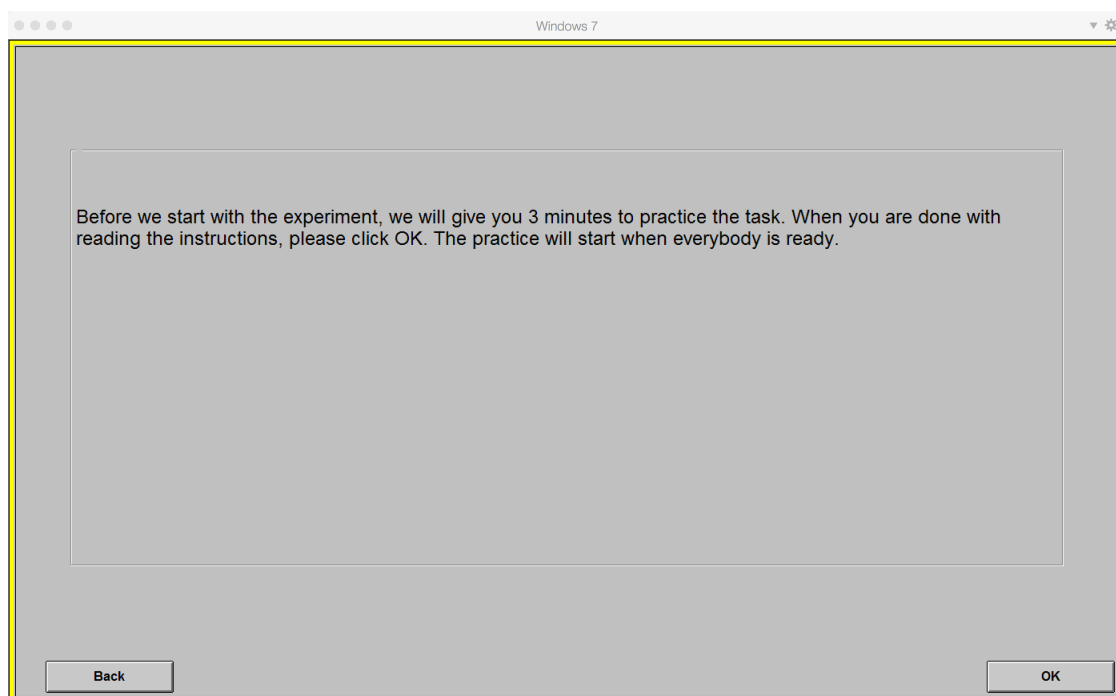 Windows 7
Before we start with the experiment, we will give you 3 minutes to practice the task. When you are done with
reading the instructions, please click OK. The practice will start when everybody is ready.
Back
OK